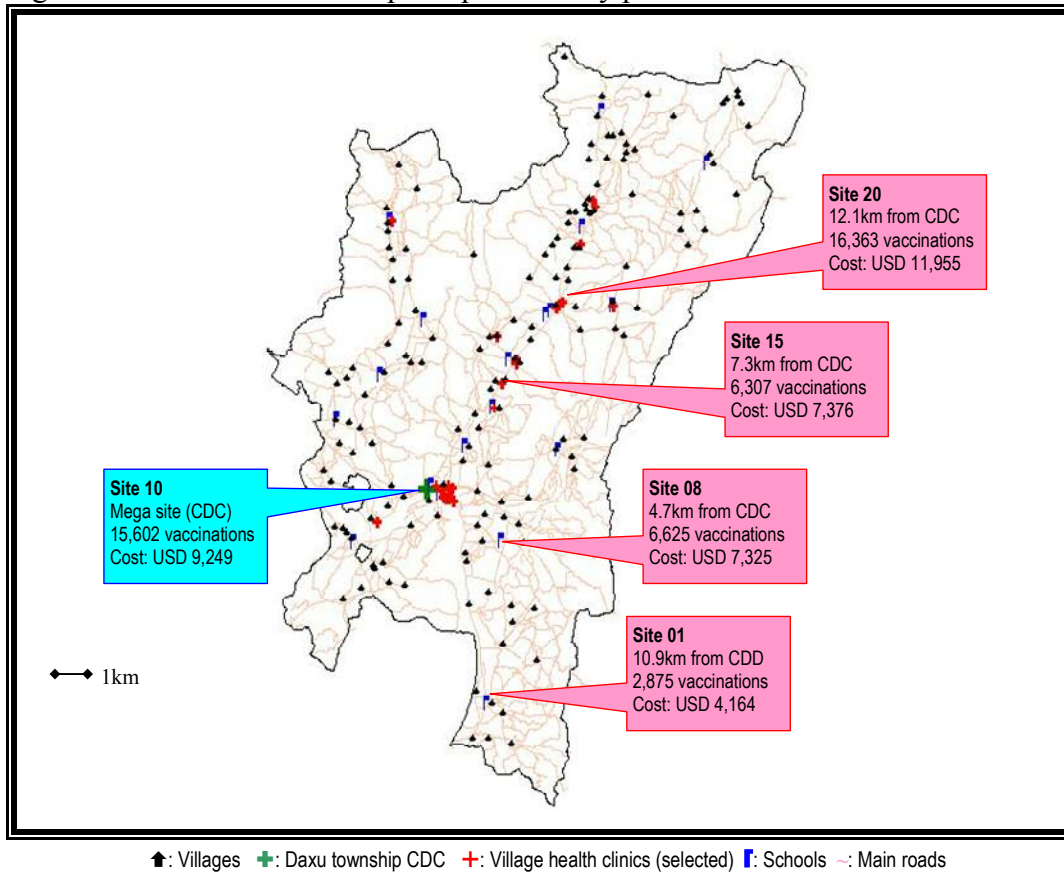 Site 20
12.1km from CDC
16,363 vaccinations
Cost: USD 11,955
Site 15
7.3km from CDC
6,307 vaccinations
Cost: USD 7,376
Site 10
Mega site (CDC)
15,602 vaccinations
Cost: USD 9,249
Site 08
4.7km from CDC
6,625 vaccinations
Cost: USD 7,325
Site 01
10.9km from CDD
2,875 vaccinations
Cost: USD 4,164
1km
: Villages : Daxu township CDC : Village health clinics (selected) : Schools : Main roads